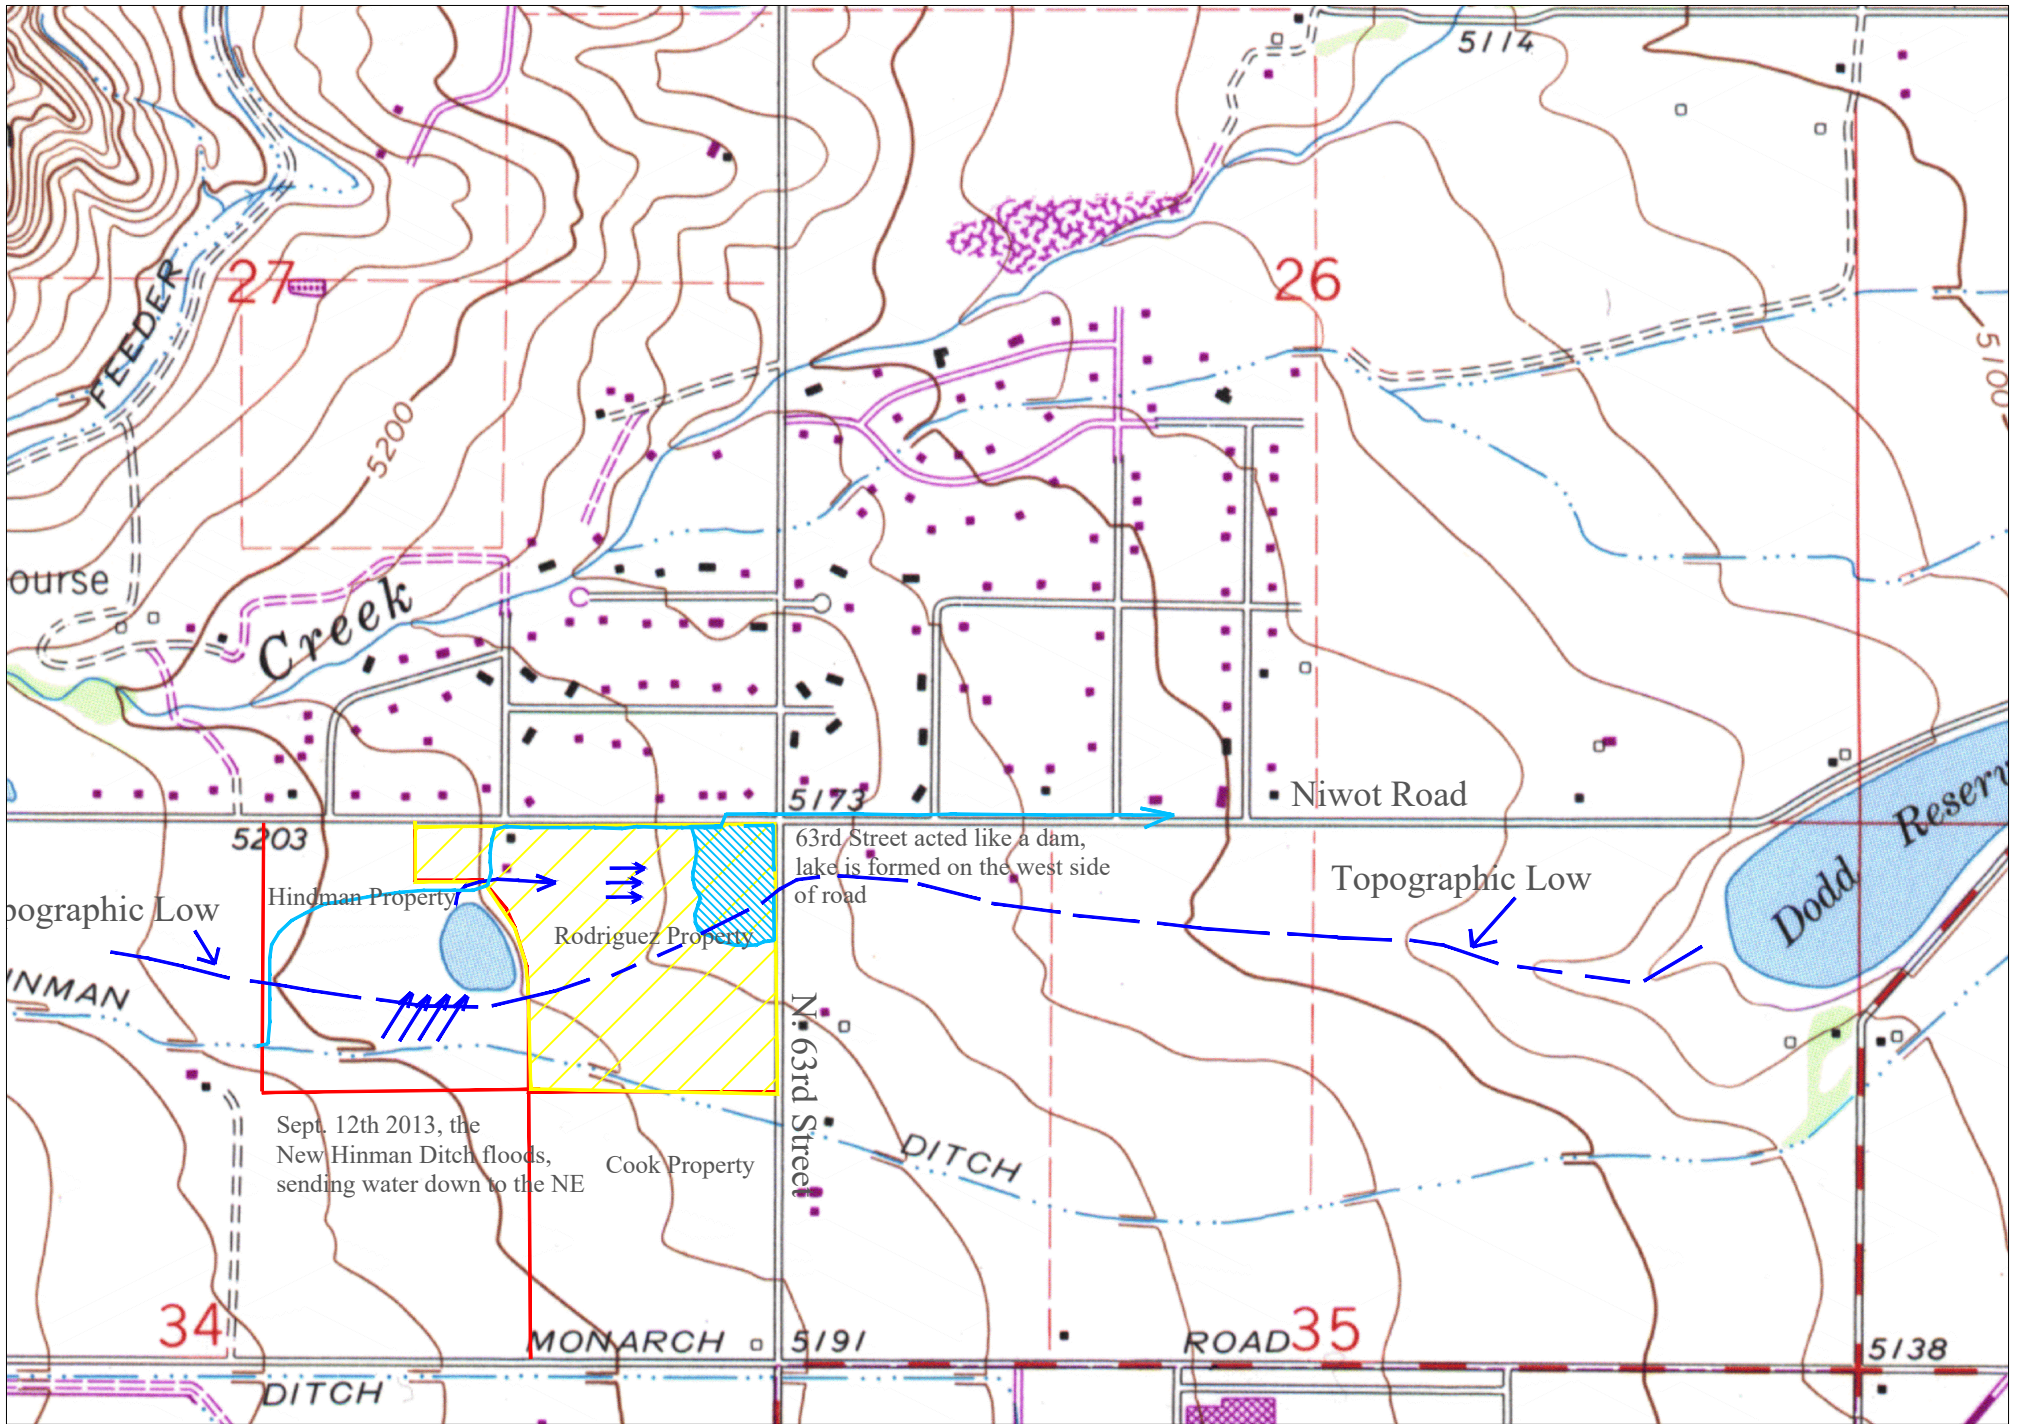 5114
27
26
FEEDER
5200
5100
ourse
Creek
5173
Niwot Road
5203
63rd Street acted like a dam,
lake is formed on the west side
of road
Reserv
Dodd
Hindman Property
Topographic Low
pographic Low
Rodriguez Property
INMAN
N. 63rd Street
Sept. 12th 2013, the
New Hinman Ditch floods,
sending water down to the NE
Cook Property
DITCH
34
MONARCH
5191
ROAD
35
5138
DITCH